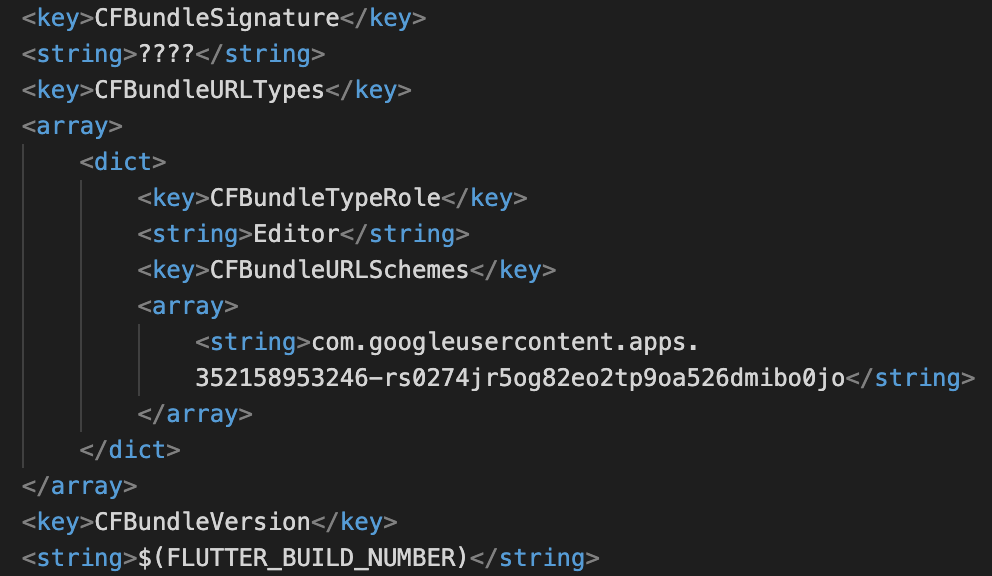 <key>CFBundleSignature</key>
<string>????</string>
<key>CFBundleURLTypes</key>
<array>
<dict>
<key>CFBundleTypeRole</key>
<string>Editor</string>
<key>CFBundleURLSchemes</key>
<array>
<string>com.googleusercontent.apps.
352158953246-rs0274jr5og82eo2tp9oa526dmibo0jo</string>
</array>
</dict>
</array>
<key>CFBundleVersion</key>
<string>$(FLUTTER_BUILD_NUMBER)</string>